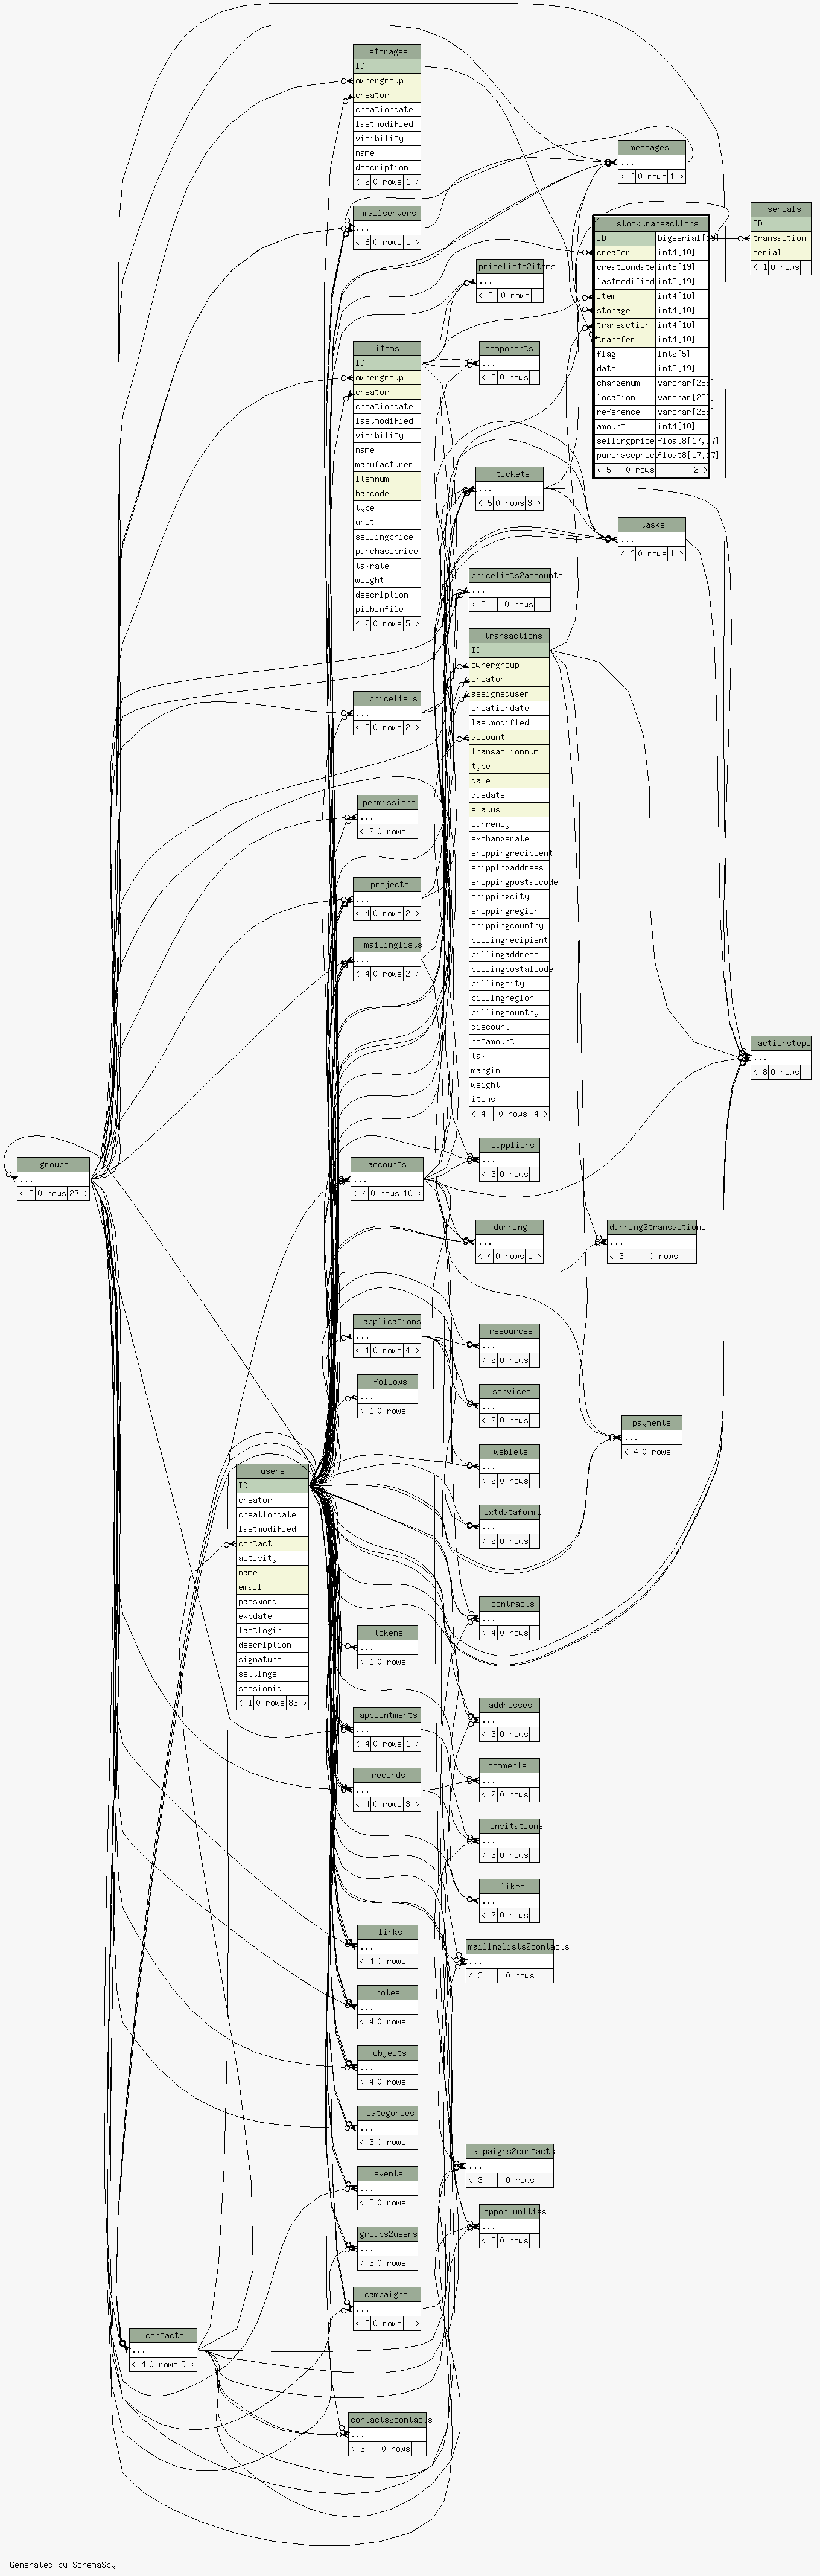 storages
ID
ownergroup
creator
creationdate
lastmodified
visibility
name
description
< 2 0 rows 1 >
messages
...
< 6 0 rows 1 >
mailservers
...
< 6 0 rows 1 >
serials
ID
transaction
serial
< 1 0 rows
stocktransactions
ID bigserial[19]
creator int4[10]
creationdate int8[19]
lastmodified int8[19]
item int4[10]
storage int4[10]
transaction int4[10]
transfer int4[10]
flag int2[5]
date int8[19]
chargenum varchar[255]
location varchar[255]
reference varchar[255]
amount int4[10]
sellingprice float8[17,17]
purchaseprice float8[17,17]
< 5 0 rows 2 >
pricelists2items
...
< 3 0 rows
items
ID
ownergroup
creator
creationdate
lastmodified
visibility
name
manufacturer
itemnum
barcode
type
unit
sellingprice
purchaseprice
taxrate
weight
description
picbinfile
< 2 0 rows 5 >
components
...
< 3 0 rows
tickets
...
< 5 0 rows 3 >
tasks
...
< 6 0 rows 1 >
pricelists2accounts
...
< 3 0 rows
transactions
ID
ownergroup
creator
assigneduser
creationdate
lastmodified
account
transactionnum
type
date
duedate
status
currency
exchangerate
shippingrecipient
shippingaddress
shippingpostalcode
shippingcity
shippingregion
shippingcountry
billingrecipient
billingaddress
billingpostalcode
billingcity
billingregion
billingcountry
discount
netamount
tax
margin
weight
items
< 4 0 rows 4 >
pricelists
...
< 2 0 rows 2 >
permissions
...
< 2 0 rows
projects
...
< 4 0 rows 2 >
mailinglists
...
< 4 0 rows 2 >
actionsteps
...
< 8 0 rows
suppliers
...
< 3 0 rows
groups
...
< 2 0 rows 27 >
accounts
...
< 4 0 rows 10 >
dunning
...
< 4 0 rows 1 >
dunning2transactions
...
< 3 0 rows
applications
...
< 1 0 rows 4 >
resources
...
< 2 0 rows
follows
...
< 1 0 rows
services
...
< 2 0 rows
payments
...
< 4 0 rows
weblets
...
< 2 0 rows
users
ID
creator
creationdate
lastmodified
contact
activity
name
email
password
expdate
lastlogin
description
signature
settings
sessionid
< 1 0 rows 83 >
extdataforms
...
< 2 0 rows
contracts
...
< 4 0 rows
tokens
...
< 1 0 rows
addresses
...
< 3 0 rows
appointments
...
< 4 0 rows 1 >
comments
...
< 2 0 rows
records
...
< 4 0 rows 3 >
invitations
...
< 3 0 rows
likes
...
< 2 0 rows
links
...
< 4 0 rows
mailinglists2contacts
...
< 3 0 rows
notes
...
< 4 0 rows
objects
...
< 4 0 rows
categories
...
< 3 0 rows
campaigns2contacts
...
< 3 0 rows
events
...
< 3 0 rows
opportunities
...
< 5 0 rows
groups2users
...
< 3 0 rows
campaigns
...
< 3 0 rows 1 >
contacts
...
< 4 0 rows 9 >
contacts2contacts
...
< 3 0 rows
Generated by SchemaSpy